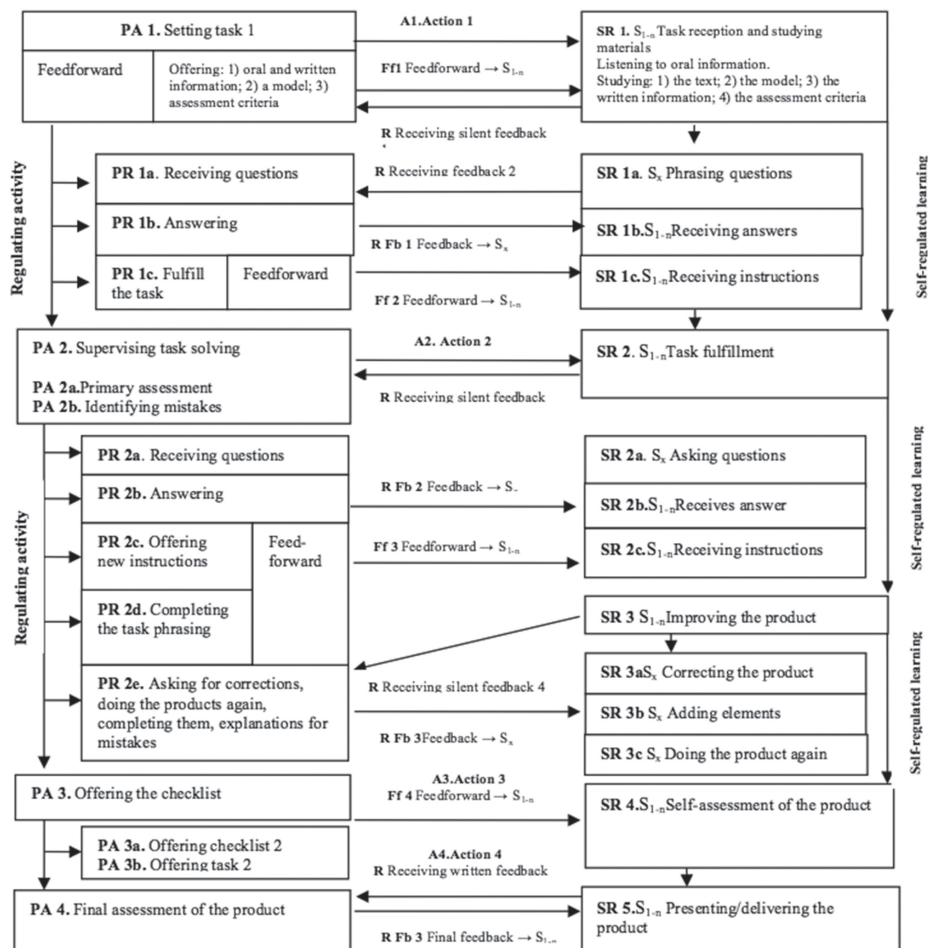 PA 1. Setting task 1
Feedforward
Offering: 1) oral and written
information; 2) a model; 3)
assessment criteria
A1.Action 1
Ff1 Feedforward → S1-n
SR 1. S1-n Task reception and studying
materials
Listening to oral information.
Studying: 1) the text; 2) the model; 3) the
written information; 4) the assessment criteria
R Receiving silent feedback
Regulating activity
PR 1a. Receiving questions
R Receiving feedback 2
SR 1a. Sx Phrasing questions
PR 1b. Answering
R Fb 1 Feedback → Sx
SR 1b.S1-nReceiving answers
PR 1c. Fulfill
the task
Feedforward
Ff 2 Feedforward → S1-n
SR 1c.S1-nReceiving instructions
Self-regulated learning
PA 2. Supervising task solving
PA 2a.Primary assessment
PA 2b. Identifying mistakes
A2. Action 2
R Receiving silent feedback
SR 2. S1-nTask fulfillment
Regulating activity
PR 2a. Receiving questions
SR 2a. Sx Asking questions
PR 2b. Answering
R Fb 2 Feedback → S
SR 2b.S1-nReceives answer
PR 2c. Offering
new instructions
Feed-
forward
Ff 3 Feedforward → S1-n
SR 2c.S1-nReceiving instructions
Self-regulated learning
PR 2d. Completing
the task phrasing
SR 3 S1-nImproving the product
PR 2e. Asking for corrections,
doing the products again,
completing them, explanations for
mistakes
R Receiving silent feedback 4
R Fb 3Feedback → Sx
SR 3aSx Correcting the product
SR 3b Sx Adding elements
SR 3c Sx Doing the product again
Self-regulated learning
PA 3. Offering the checklist
A3.Action 3
Ff 4 Feedforward → S1-n
SR 4.S1-nSelf-assessment of the product
PA 3a. Offering checklist 2
PA 3b. Offering task 2
A4.Action 4
R Receiving written feedback
PA 4. Final assessment of the product
R Fb 3 Final feedback → S1-n
SR 5.S1-n Presenting/delivering the
product